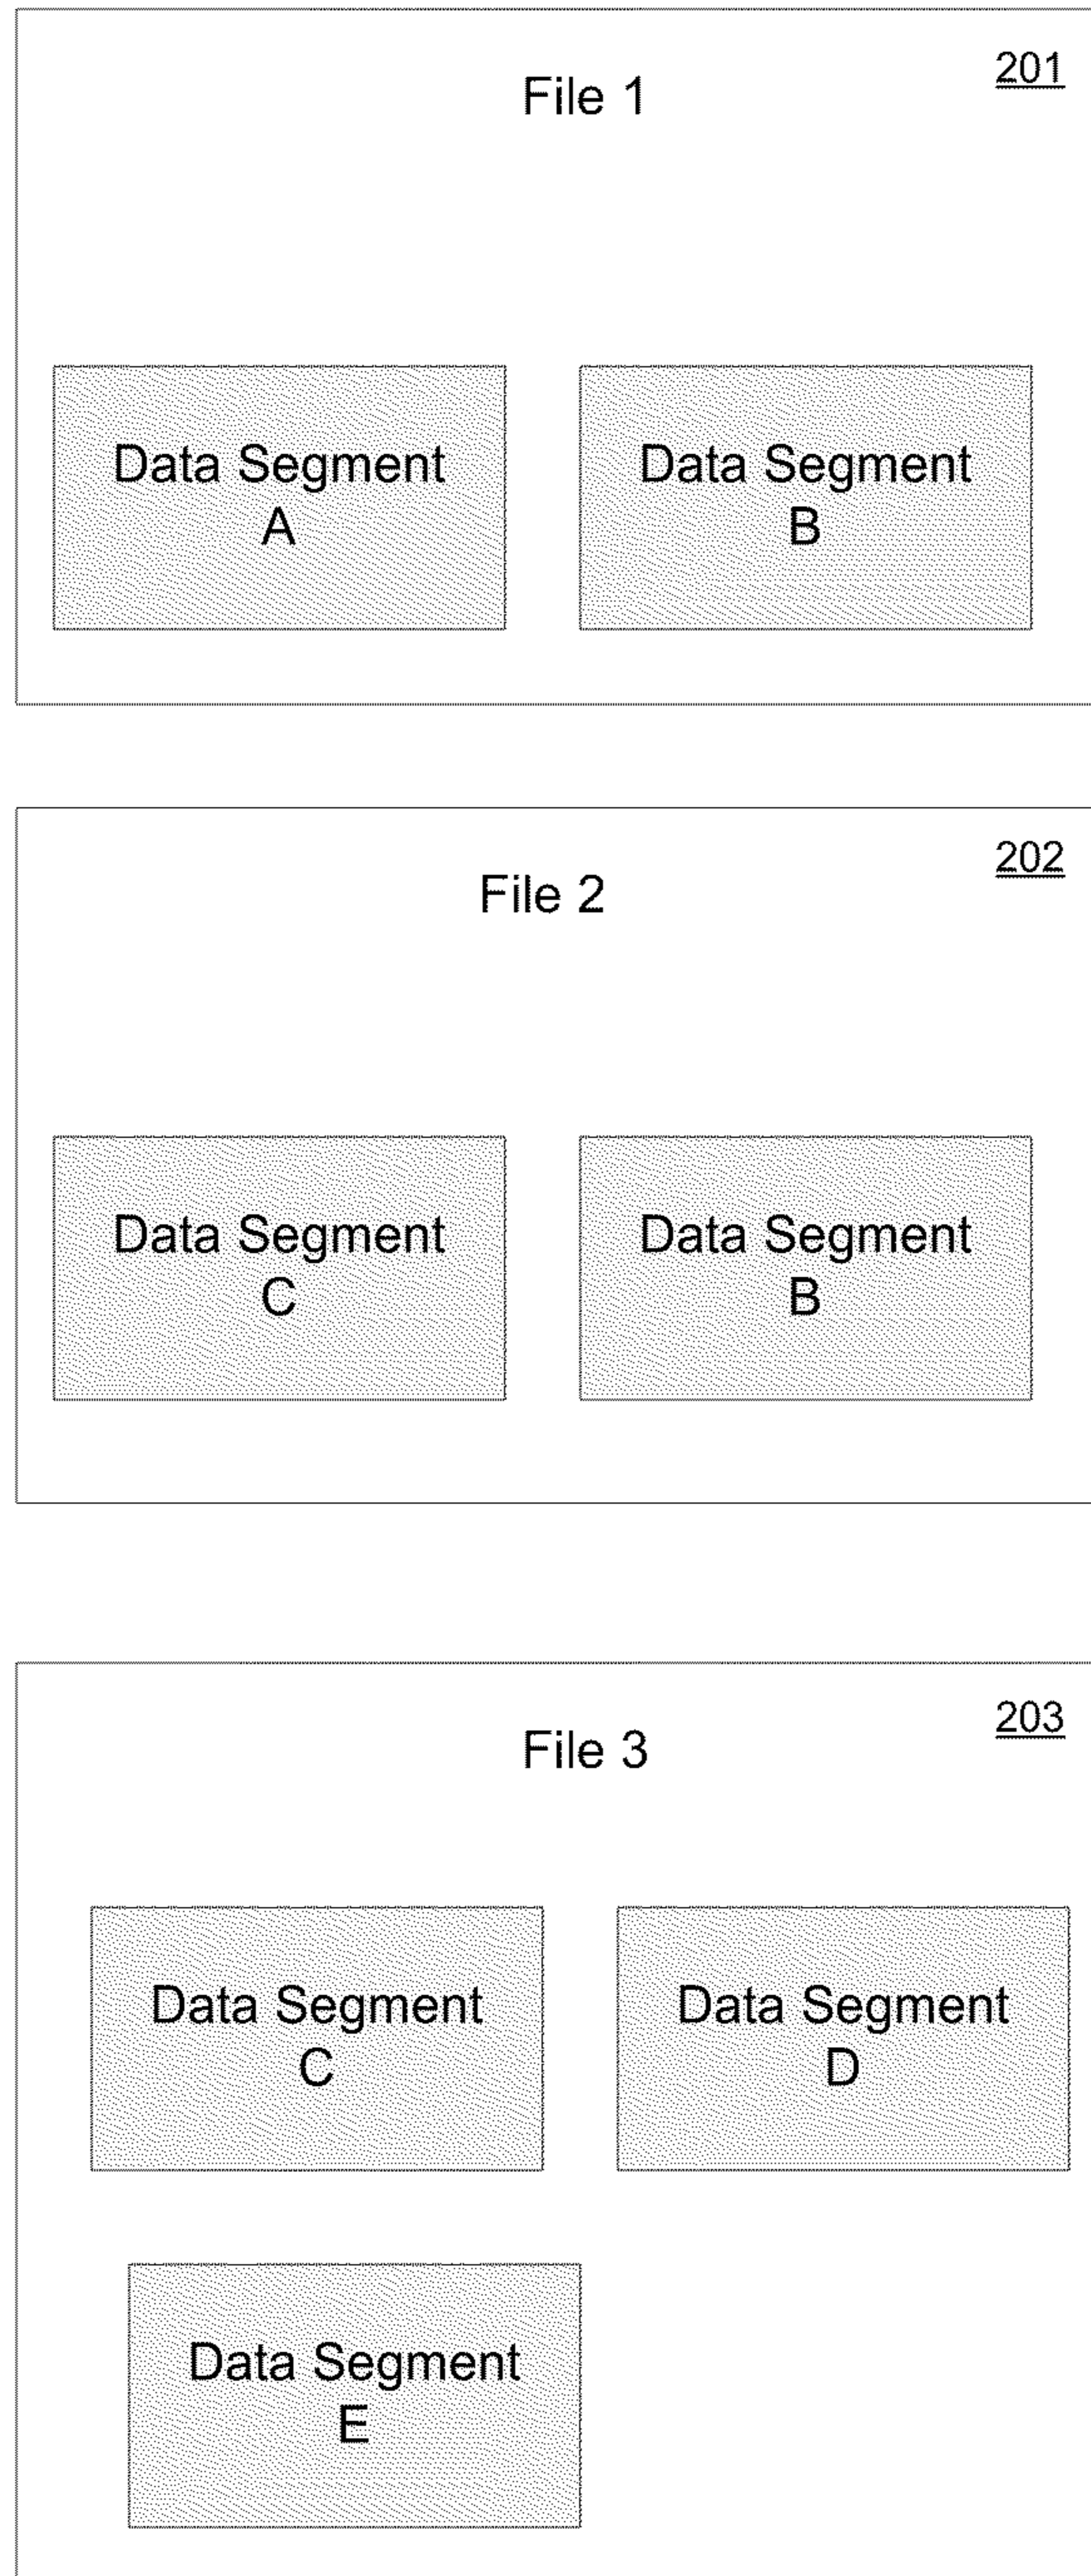 201
File 1
Data Segment
A
Data Segment
B
202
File 2
Data Segment
C
Data Segment
B
203
File 3
Data Segment
C
Data Segment
D
Data Segment
E